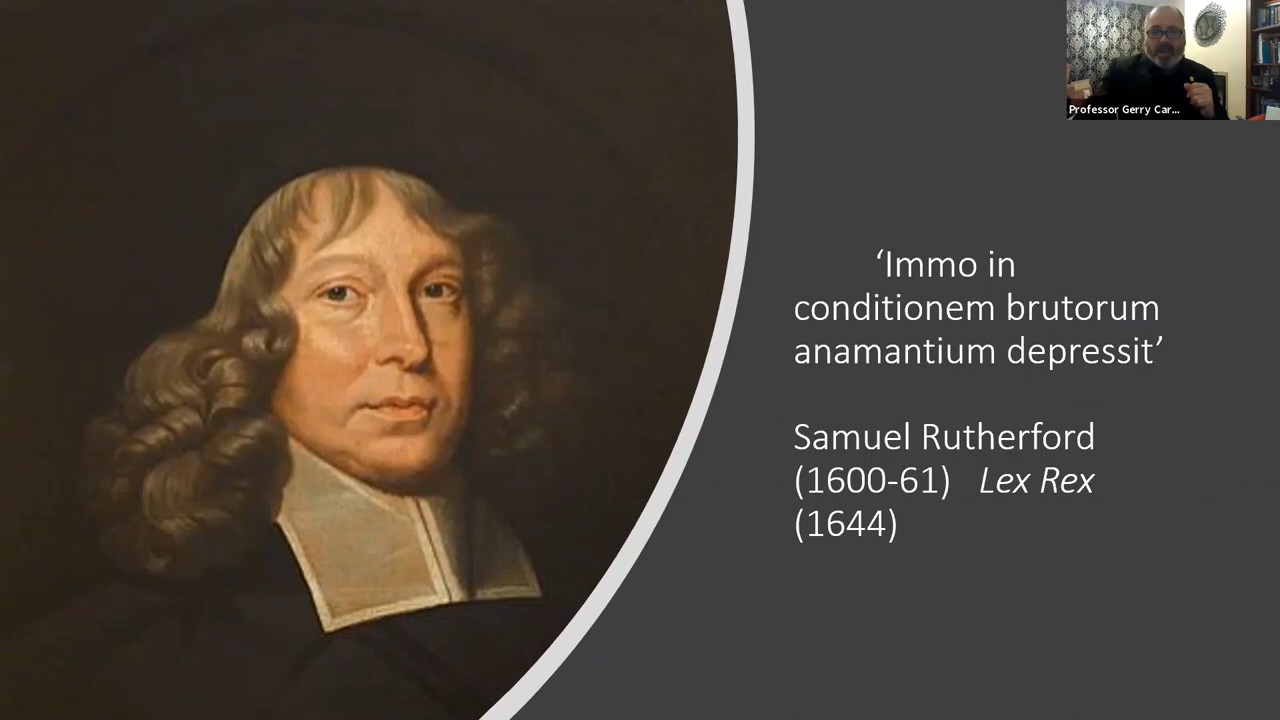 Professor Gerry Car...
‘Immo in
conditionem brutorum
anamantium depressit’
Samuel Rutherford
(1600-61) Lex Rex
(1644)